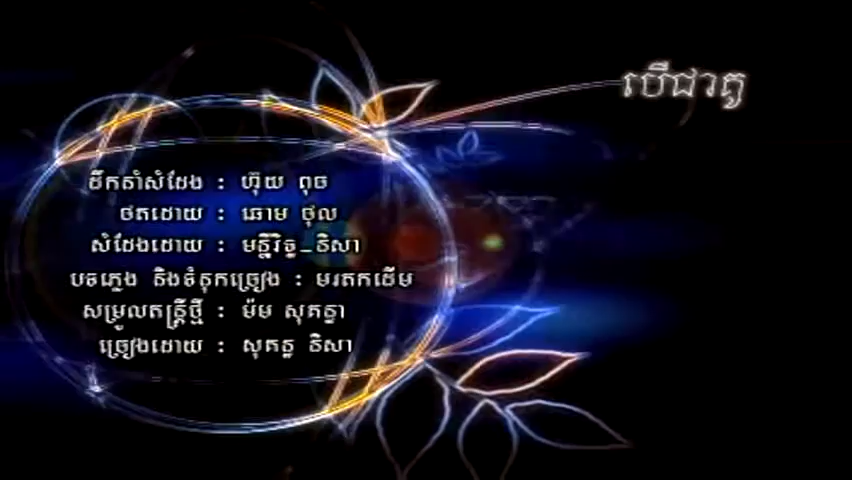 បើជាគូ
ដឹកនាំសំដែង : ហ៊ុយ ពុច
ថតដោយ : ឆោម ថុល
សំដែងដោយ : មន្នីរិទ្ធ_និសា
បទភ្លេង និងទំនុកច្រៀង : មរតកដើម
សម្រួលតន្ត្រីថ្មី : ម៉ម សុគន្ធា
ច្រៀងដោយ : សុគន្ធ និសា